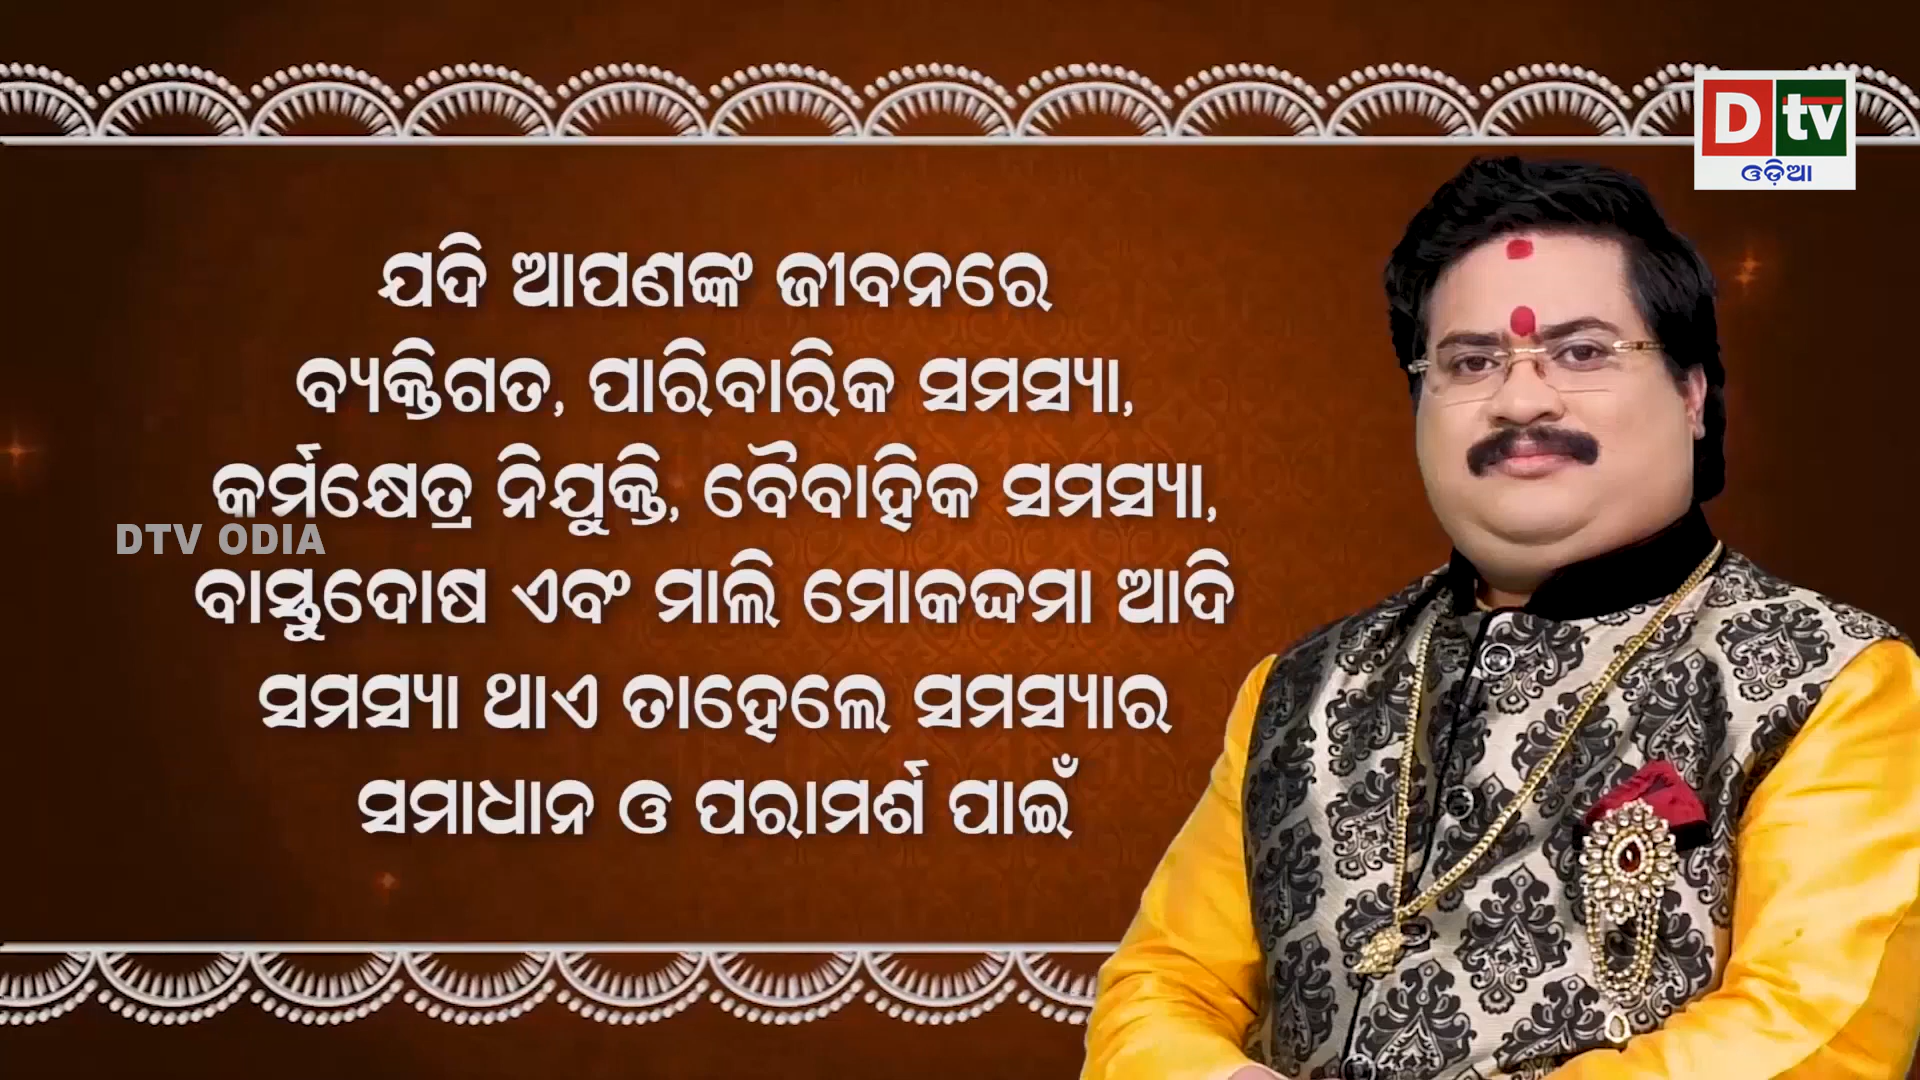 Dtv
ଓଡ଼ିଆ
ଯଦି ଆପଣଙ୍କ ଜୀବନରେ
ବ୍ୟକ୍ତିଗତ, ପାରିବାରିକ ସମସ୍ୟା,
କର୍ମକ୍ଷେତ୍ର ନିଯୁକ୍ତି, ବୈବାହିକ ସମସ୍ୟା,
DTV ODIA
ବାସ୍ତୁଦୋଷ ଏବଂ ମାଲି ମୋକଦ୍ଦମା ଆଦି
ସମସ୍ୟା ଥାଏ ତାହେଲେ ସମସ୍ୟାର
ସମାଧାନ ଓ ପରାମର୍ଶ ପାଇଁ